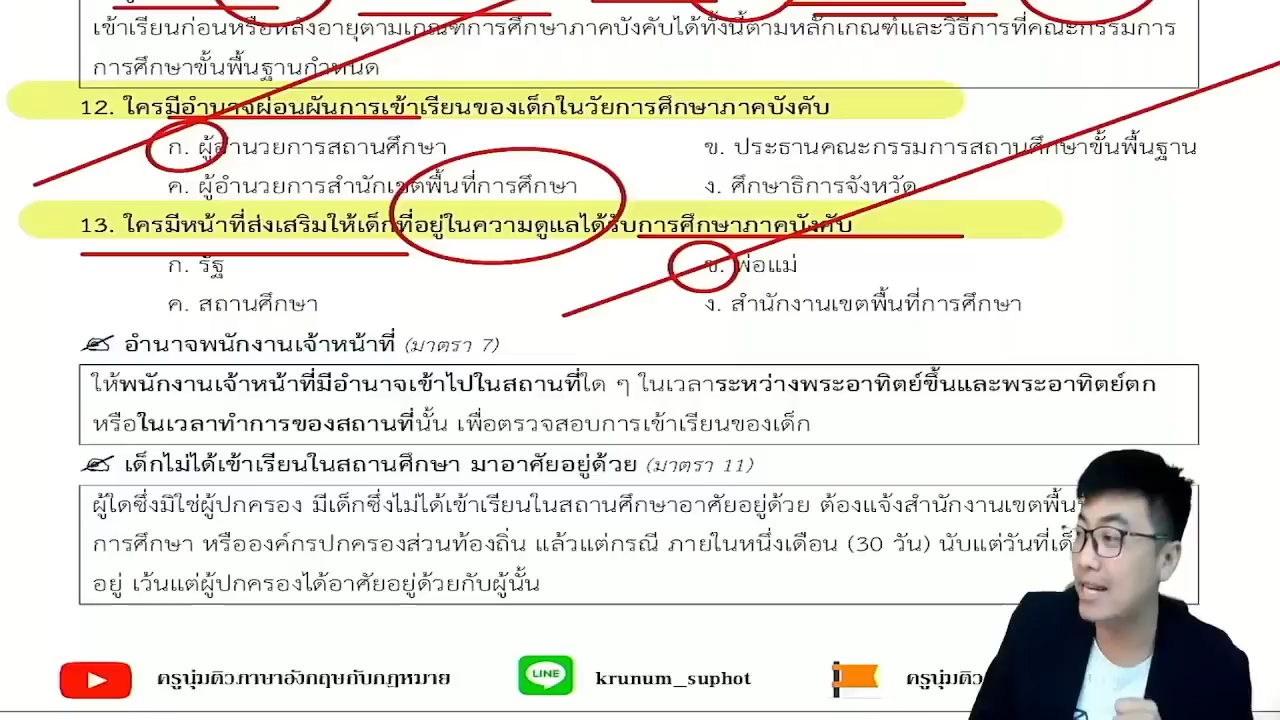 เข้าเรียนก่อนหรือหลังอายุตามเกณฑ์การศึกษาภาคบังคับได้ทั้งนี้ตามหลักเกณฑ์และวิธีการที่คณะกรรมการ
การศึกษาขั้นพื้นฐานกำหนด
12. ใครมีอำนาจผ่อนผันการเข้าเรียนของเด็กในวัยการศึกษาภาคบังคับ
ก. ผู้อำนวยการสถานศึกษา ข. ประธานคณะกรรมการสถานศึกษาขั้นพื้นฐาน
ค. ผู้อำนวยการสำนักเขตพื้นที่การศึกษา ง. ศึกษาธิการจังหวัด
13. ใครมีหน้าที่ส่งเสริมให้เด็กที่อยู่ในความดูแลได้รับการศึกษาภาคบังคับ
ก. รัฐ ข. พ่อแม่
ค. สถานศึกษา ง. สำนักงานเขตพื้นที่การศึกษา
อำนาจพนักงานเจ้าหน้าที่ (มาตรา 7)
ให้พนักงานเจ้าหน้าที่มีอำนาจเข้าไปในสถานที่ใด ๆ ในเวลาระหว่างพระอาทิตย์ขึ้นและพระอาทิตย์ตก
หรือในเวลาทำการของสถานที่นั้น เพื่อตรวจสอบการเข้าเรียนของเด็ก
เด็กไม่ได้เข้าเรียนในสถานศึกษา มาอาศัยอยู่ด้วย (มาตรา 11)
ผู้ใดซึ่งมิใช่ผู้ปกครอง มีเด็กซึ่งไม่ได้เข้าเรียนในสถานศึกษาอาศัยอยู่ด้วย ต้องแจ้งสำนักงานเขตพื้น
การศึกษา หรือองค์กรปกครองส่วนท้องถิ่น แล้วแต่กรณี ภายในหนึ่งเดือน (30 วัน) นับแต่วันที่เด็
อยู่ เว้นแต่ผู้ปกครองได้อาศัยอยู่ด้วยกับผู้นั้น
ครูนุ่มติวภาษาอังกฤษกับกฎหมาย LINE krunum_suphot ครูนุ่มติว